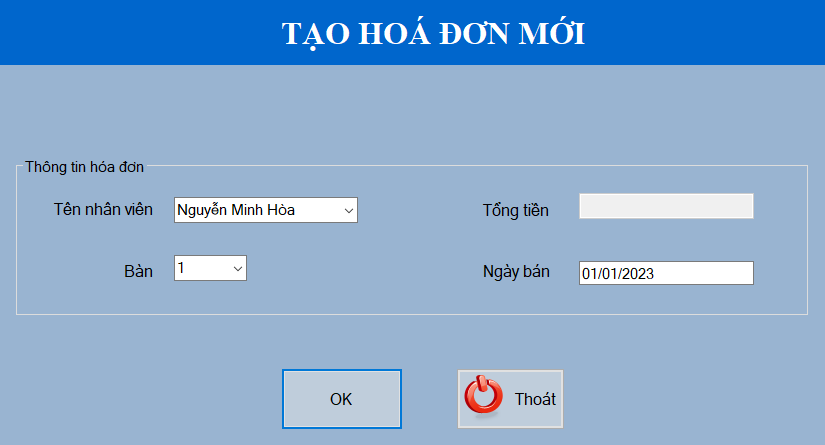 TẠO HOÁ ĐƠN MỚI
Thông tin hóa đơn
Tên nhân viên Nguyễn Minh Hòa Tổng tiền
Bàn 1 Ngày bán 01/01/2023
OK Thoát